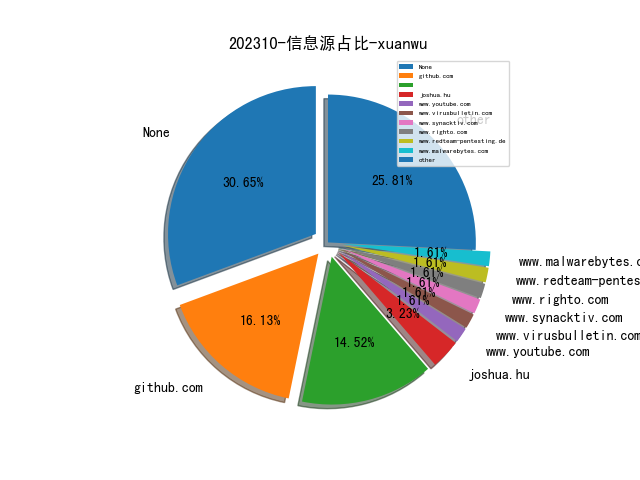 202310-信息源占比-xuanwu
None
github.com
joshua.hu
www.youtube.com
www.virusbulletin.com
www.synacktiv.com
www.righto.com
www.redteam-pentesting.de
www.malwarebytes.com
other
other
None
30.65%
25.81%
16.13%
14.52%
3.23%
1.61%
1.61%
1.61%
1.61%
1.61%
1.61%
www.malwarebytes.c
www.redteam-pentes
www.righto.com
www.synacktiv.com
www.virusbulletin.com
www.youtube.com
joshua.hu
github.com